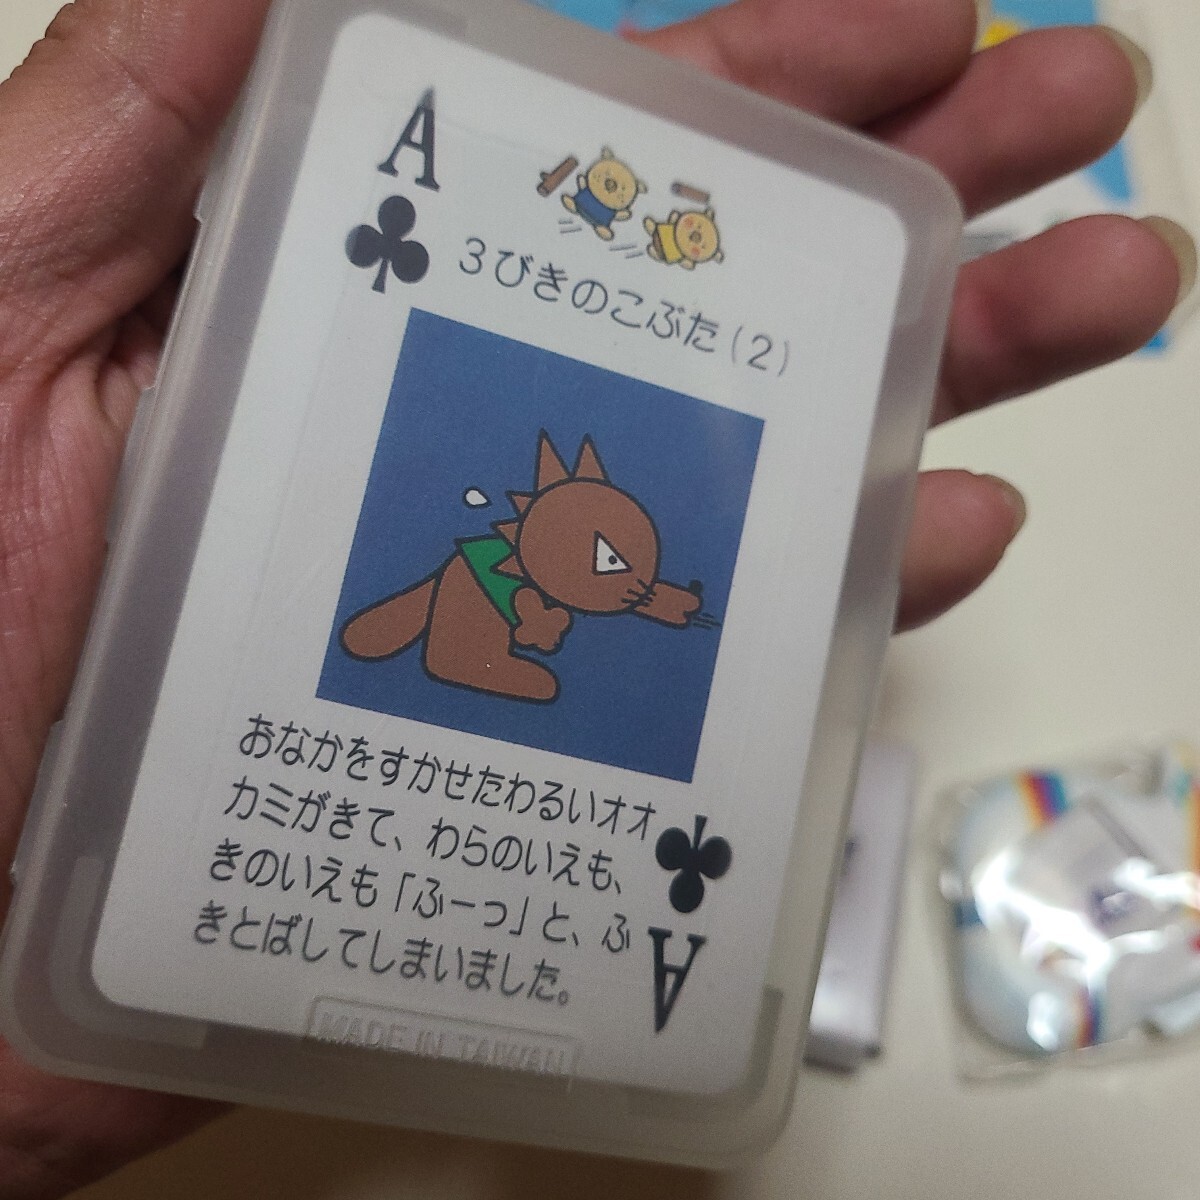 A
3びきのこぶた(2)
おなかをすかせたわるいオオ
カミがきて、わらのいえも、
きのいえも「ふーっ」と、ふ
きとばしてしまいました。
A
MADE IN TAIWAN